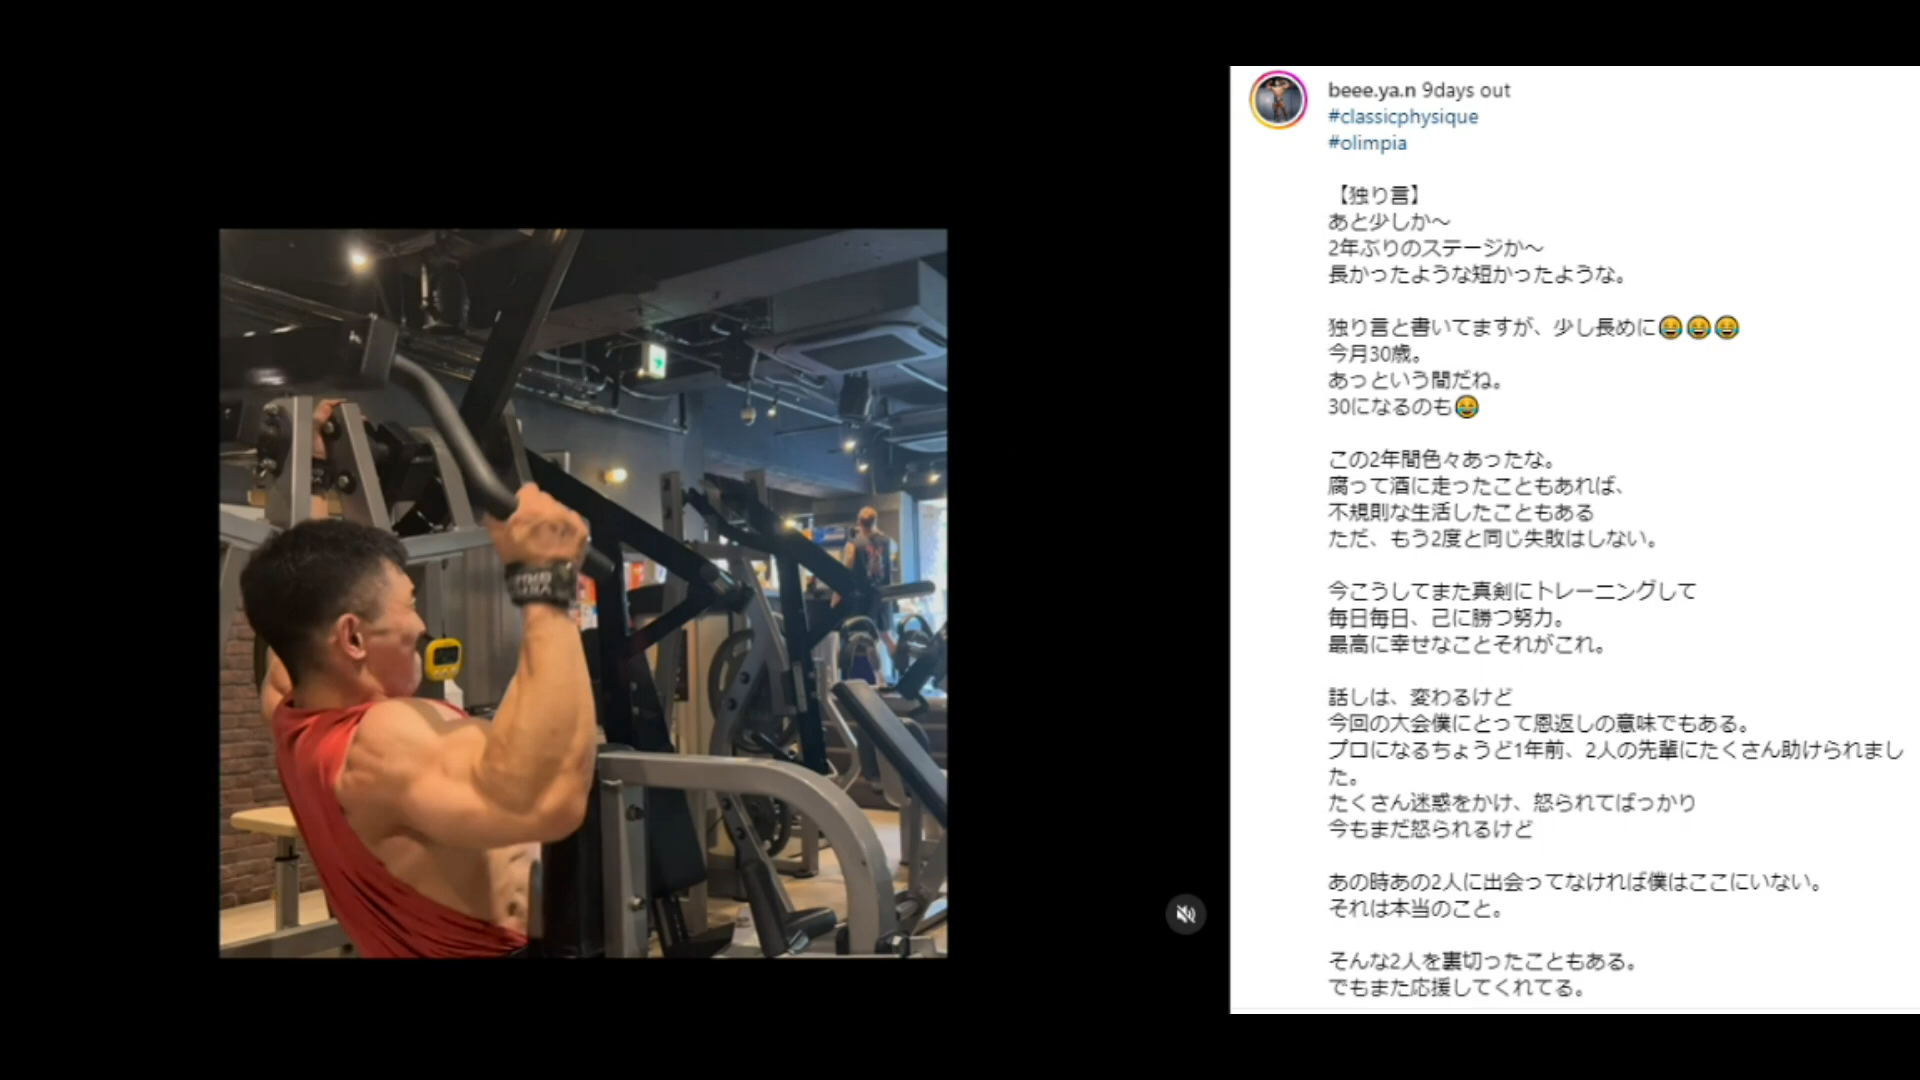 beee.ya.n 9days out
#classicphysique
#olimpia
【独り言】
あと少しか〜
2年ぶりのステージか〜
長かったような短かったような。
独り言と書いてますが、少し長めに😂😂😂
今月30歳。
あっという間だね。
30になるのも😂
この2年間色々あったな。
腐って酒に走ったこともあれば、
不規則な生活したこともある
ただ、もう2度と同じ失敗はしない。
今こうしてまた真剣にトレーニングして
毎日毎日、己に勝つ努力。
最高に幸せなことそれがこれ。
話しは、変わるけど
今回の大会僕にとって恩返しの意味でもある。
プロになるちょうど1年前、2人の先輩にたくさん助けられまし
た。
たくさん迷惑をかけ、怒られてばっかり
今もまだ怒られるけど
あの時あの2人に出会ってなければ僕はここにいない。
それは本当のこと。
そんな2人を裏切ったこともある。
でもまた応援してくれてる。